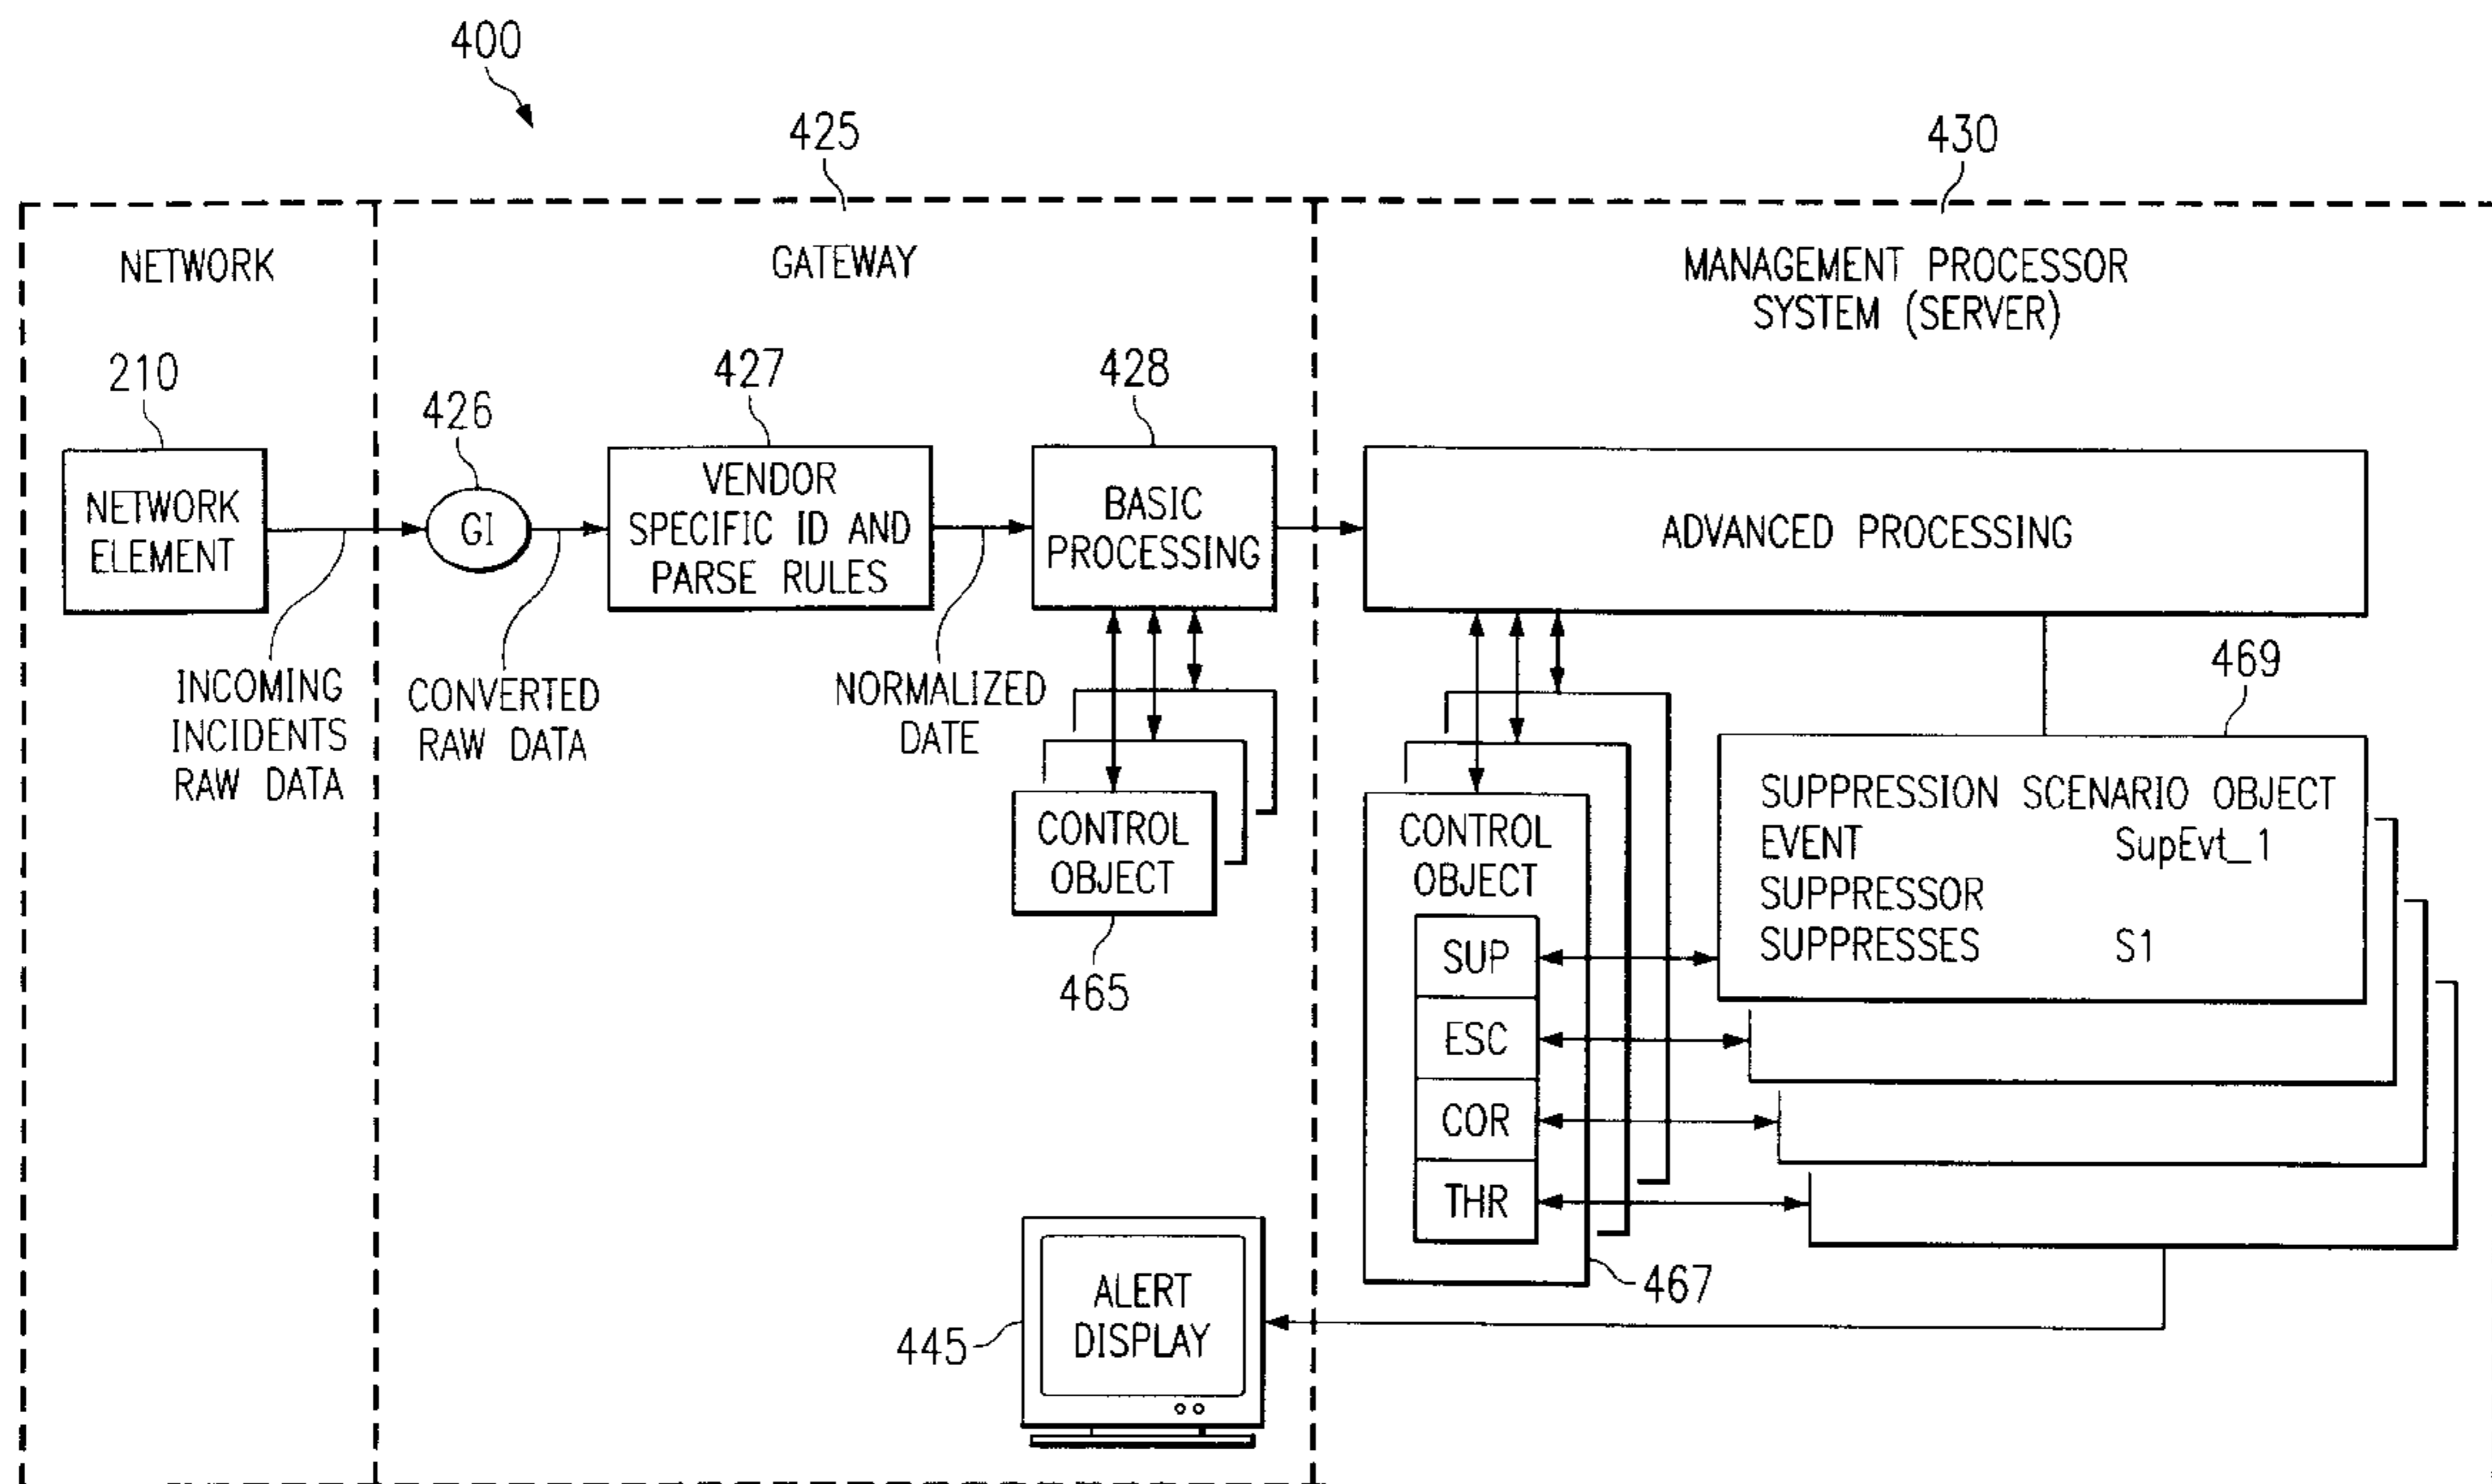 400
425
430
NETWORK
GATEWAY
MANAGEMENT PROCESSOR
SYSTEM (SERVER)
210
426
427
428
NETWORK
ELEMENT
GI
VENDOR
SPECIFIC ID AND
PARSE RULES
BASIC
PROCESSING
ADVANCED PROCESSING
INCOMING
INCIDENTS
RAW DATA
CONVERTED
RAW DATA
NORMALIZED
DATE
469
CONTROL
OBJECT
465
CONTROL
OBJECT
SUP
ESC
COR
THR
467
SUPPRESSION SCENARIO OBJECT
EVENT SupEvt_1
SUPPRESSOR
SUPPRESSES S1
ALERT
DISPLAY
445